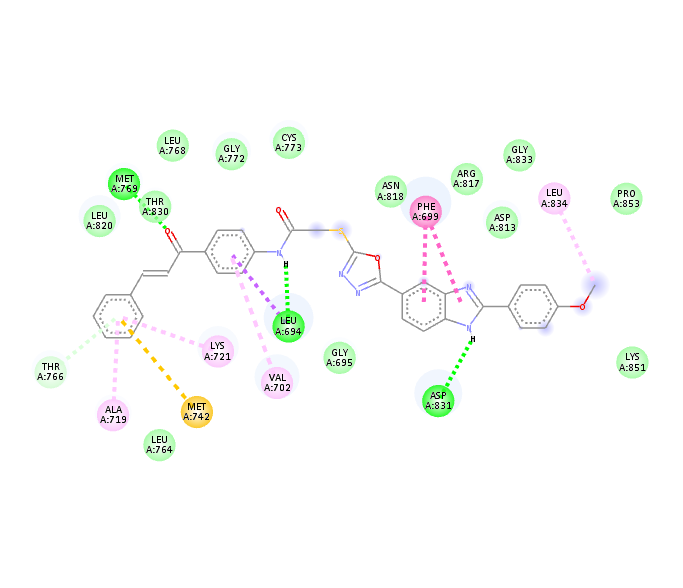 LEU
A:768
GLY
A:772
CYS
A:773
MET
A:769
THR
A:830
LEU
A:820
ASN
A:818
ARG
A:817
GLY
A:833
PHE
A:699
ASP
A:813
LEU
A:834
PRO
A:853
O
O
N
H
S
N
N
O
N
N
H
O
LEU
A:694
GLY
A:695
LYS
A:721
VAL
A:702
THR
A:766
ALA
A:719
MET
A:742
LEU
A:764
ASP
A:831
LYS
A:851